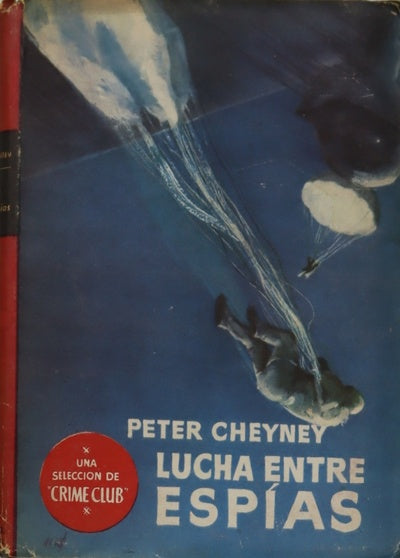 PETER CHEYNEY
LUCHA ENTRE
ESPÍAS
UNA
SELECCION DE
"CRIME CLUB"